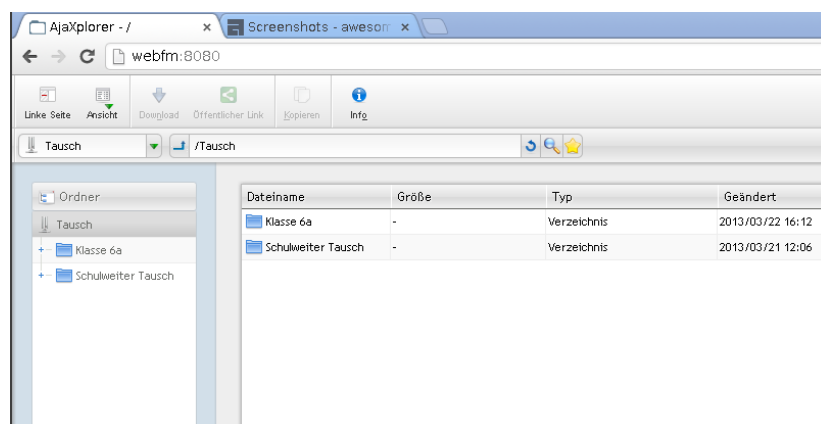 AjaXplorer - / × Screenshots - awesom ×
webfm:8080
Linke Seite Ansicht Download Öffentlicher Link Kopieren Info
Tausch /Tausch
Ordner Dateiname Größe Typ Geändert
Tausch Klasse 6a - Verzeichnis 2013/03/22 16:12
Klasse 6a Schulweiter Tausch - Verzeichnis 2013/03/21 12:06
Schulweiter Tausch